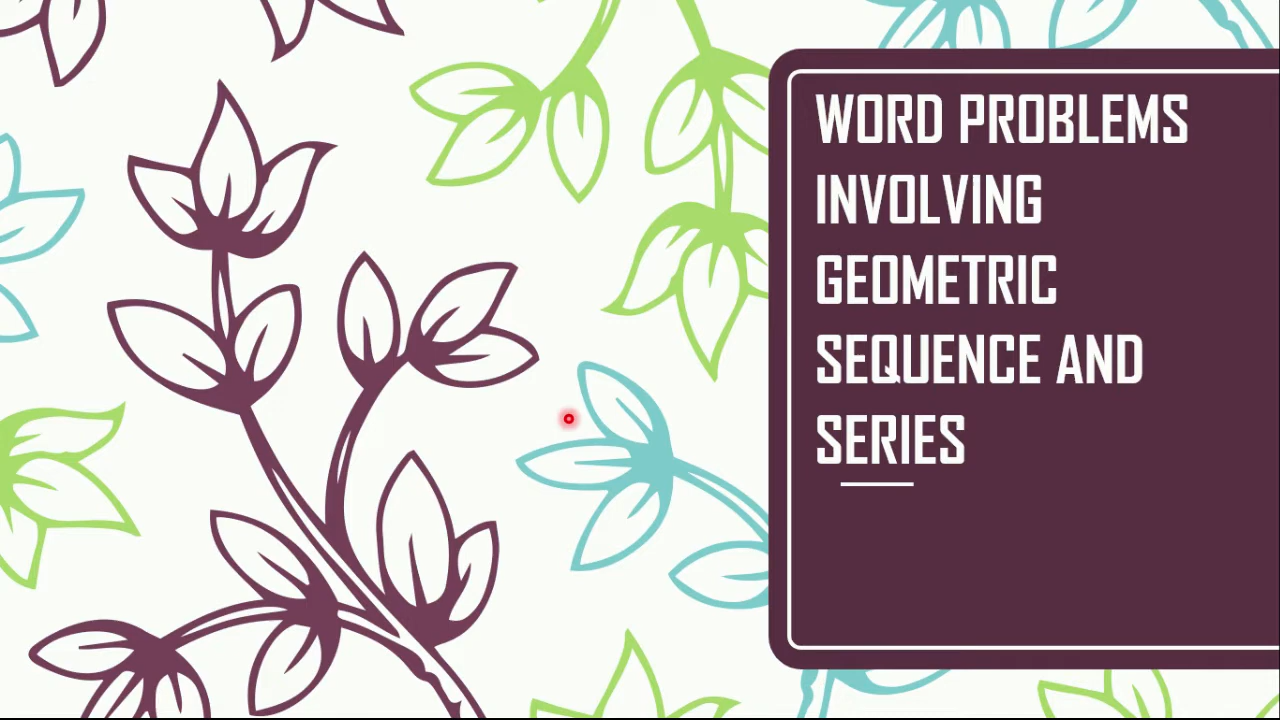 WORD PROBLEMS
INVOLVING
GEOMETRIC
SEQUENCE AND
SERIES